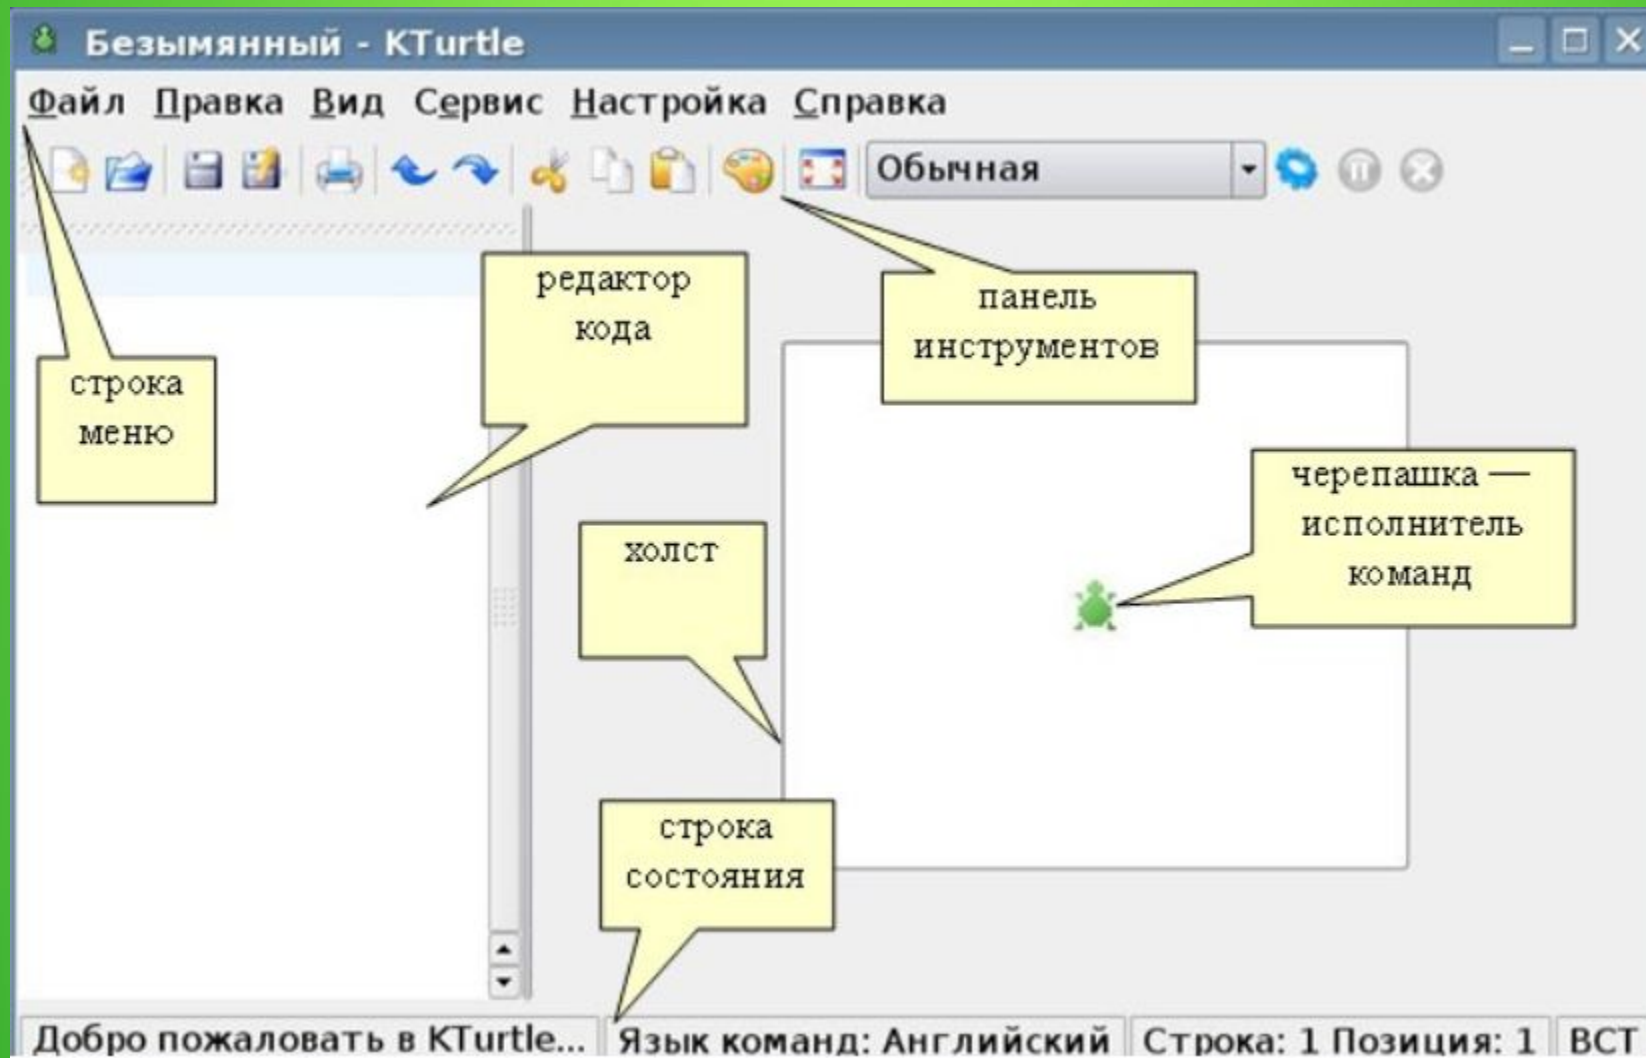 Безымянный - KTurtle
Файл Правка Вид Сервис Настройка Справка
Обычная
редактор
кода
панель
инструментов
строка
меню
черепашка —
исполнитель
команд
холст
строка
состояния
Добро пожаловать в KTurtle... Язык команд: Английский Строка: 1 Позиция: 1 ВСТ